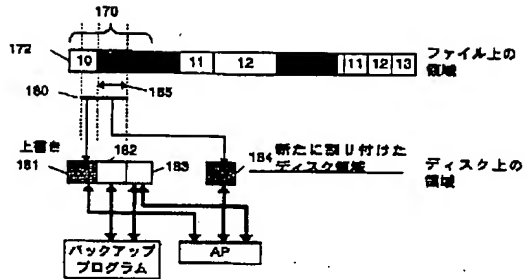 170
172
10
11
12
11
12
13
ファイル上の
領域
160
165
上書き
181
182
183
184
新たに割り付けた
ディスク領域
ディスク上の
領域
バックアップ
プログラム
AP